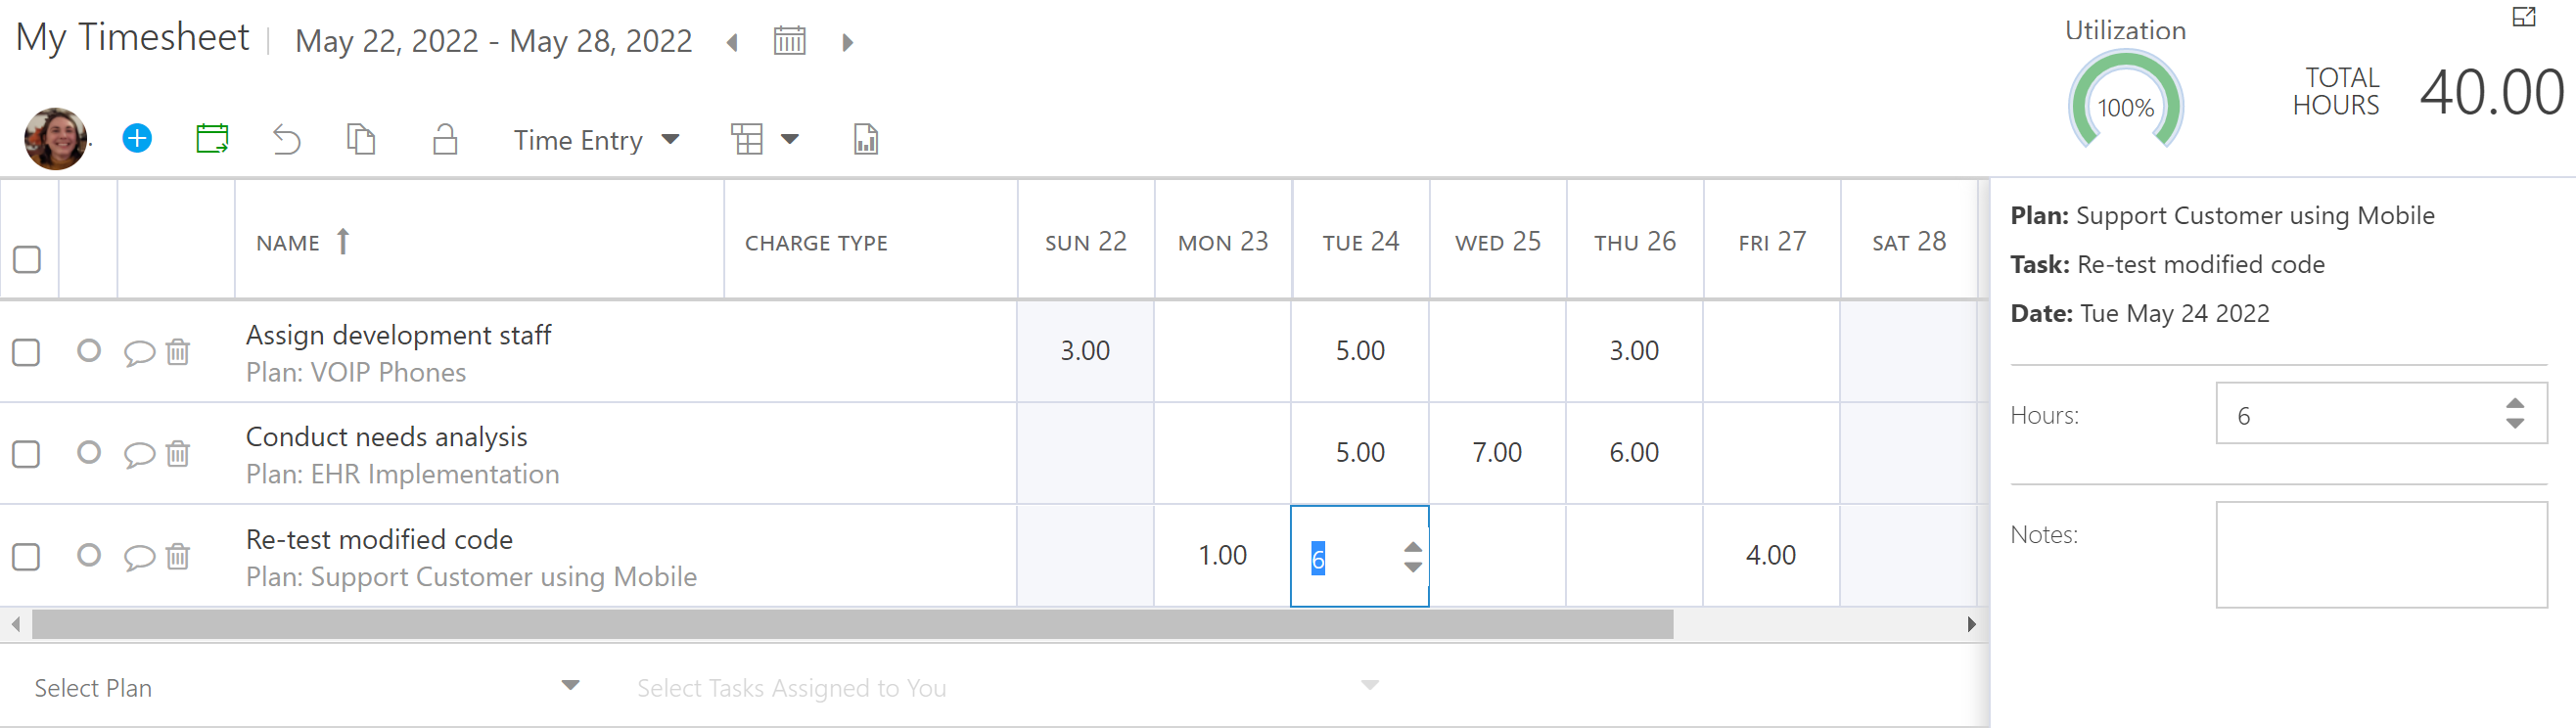 My Timesheet
May 22, 2022 - May 28, 2022
Utilization
100%
TOTAL
HOURS
40.00
Time Entry
NAME CHARGE TYPE SUN 22 MON 23 TUE 24 WED 25 THU 26 FRI 27 SAT 28
Assign development staff
Plan: VOIP Phones
3.00 5.00 3.00
Conduct needs analysis
Plan: EHR Implementation
5.00 7.00 6.00
Re-test modified code
Plan: Support Customer using Mobile
1.00 6 4.00
Select Plan
Select Tasks Assigned to You
Plan: Support Customer using Mobile
Task: Re-test modified code
Date: Tue May 24 2022
Hours: 6
Notes: